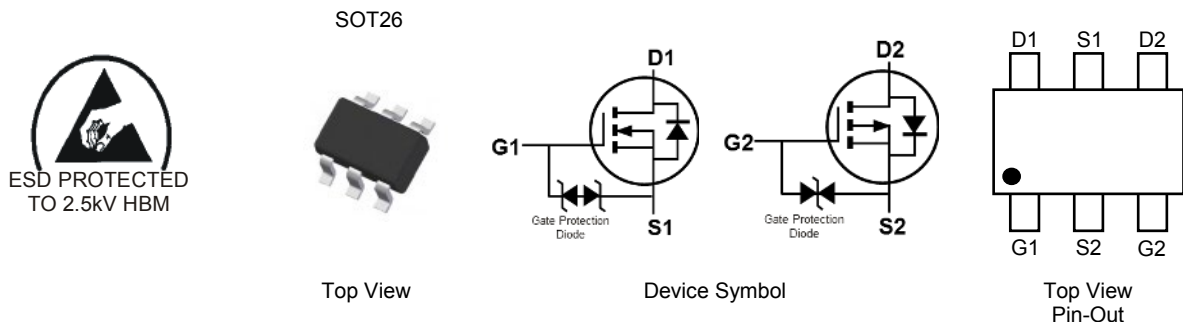 ESD PROTECTED
TO 2.5kV HBM
SOT26
Top View
D1
G1
Gate Protection
Diode
S1
D2
G2
Gate Protection
Diode
S2
Device Symbol
D1 S1 D2
G1 S2 G2
Top View
Pin-Out